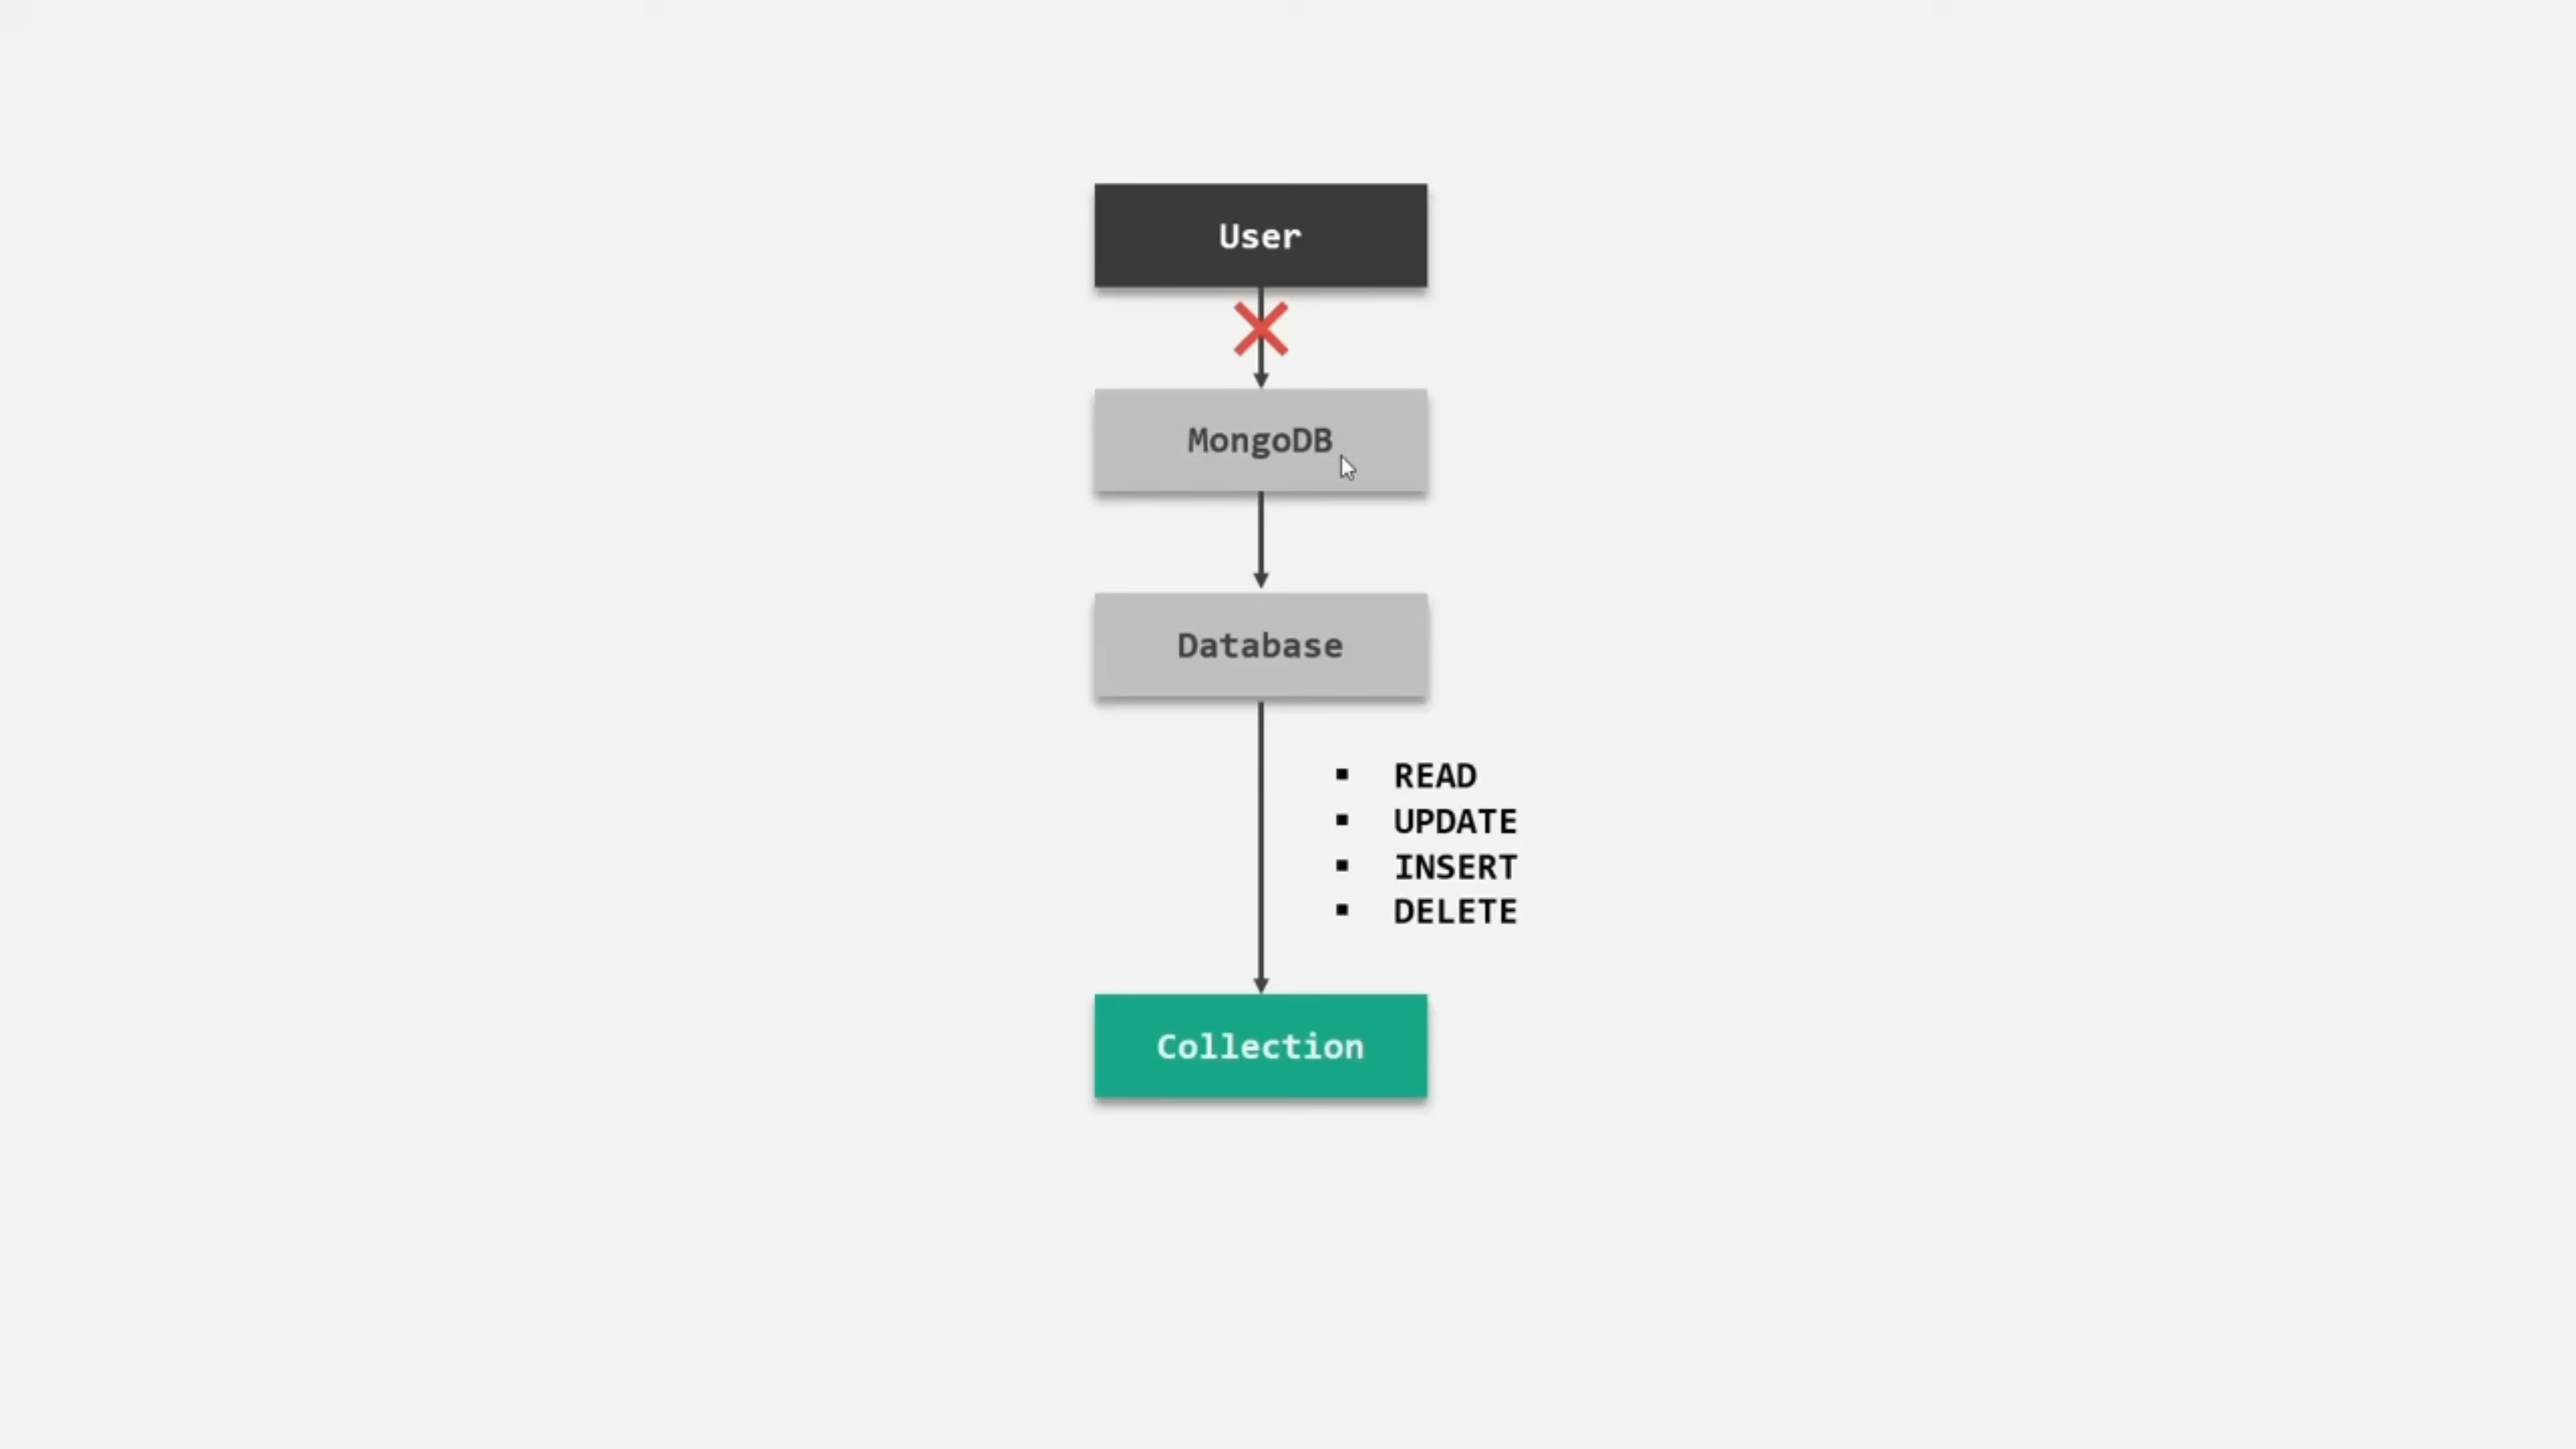 User
MongoDB
Database
▪ READ
▪ UPDATE
▪ INSERT
▪ DELETE
Collection